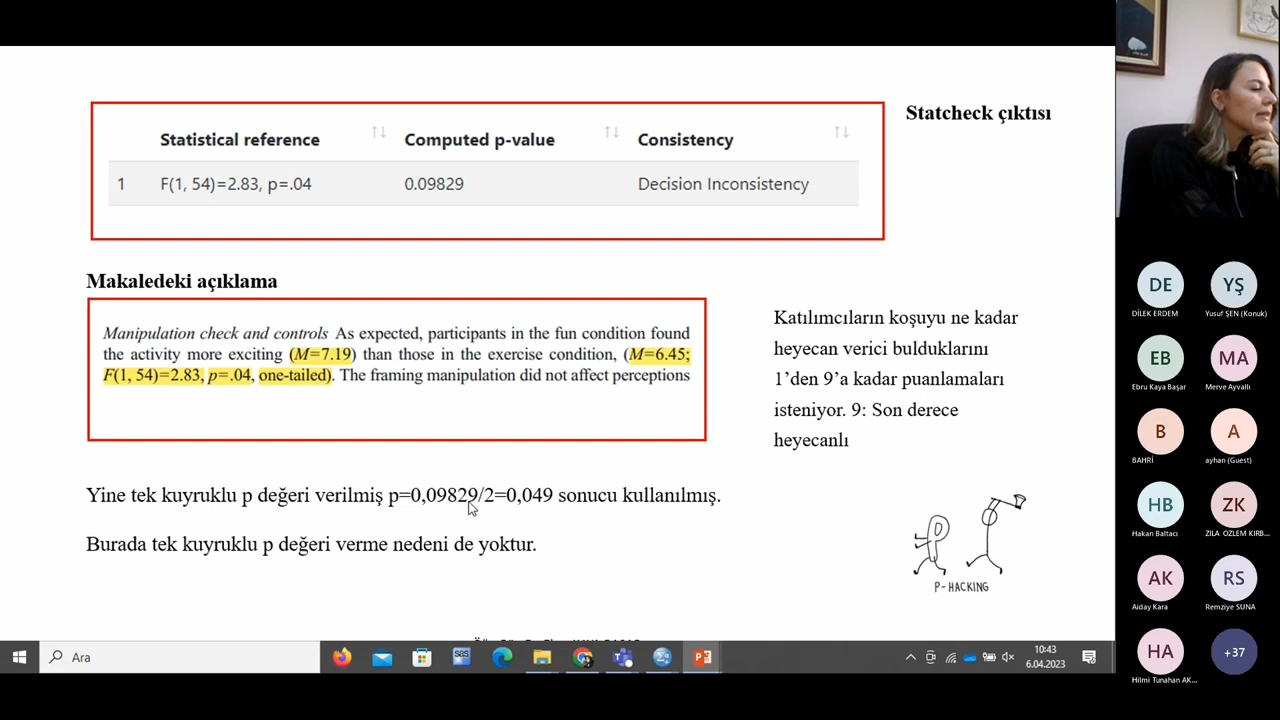 Statcheck çıktısı
Statistical reference Computed p-value Consistency
1 F(1, 54)=2.83, p=.04 0.09829 Decision Inconsistency
Makaledeki açıklama
Manipulation check and controls As expected, participants in the fun condition found
the activity more exciting (M=7.19) than those in the exercise condition, (M=6.45;
F(1, 54)=2.83, p=.04, one-tailed). The framing manipulation did not affect perceptions
Katılımcıların koşuyu ne kadar
heyecan verici bulduklarını
1’den 9’a kadar puanlamaları
isteniyor. 9: Son derece
heyecanlı
Yine tek kuyruklu p değeri verilmiş p=0,09829/2=0,049 sonucu kullanılmış.
Burada tek kuyruklu p değeri verme nedeni de yoktur.
P-HACKING
Ara
sas
10:43
6.04.2023
DE
DİLEK ERDEM
YŞ
Yusuf ŞEN (Konuk)
EB
Ebru Kaya Başar
MA
Merve Ayvallı
B
BAHRİ
A
ayhan (Guest)
HB
Hakan Baltacı
ZK
ZILA OZLEM KIRB...
AK
Aiday Kara
RS
Remziye SUNA
HA
Hilmi Tunahan AK...
+37